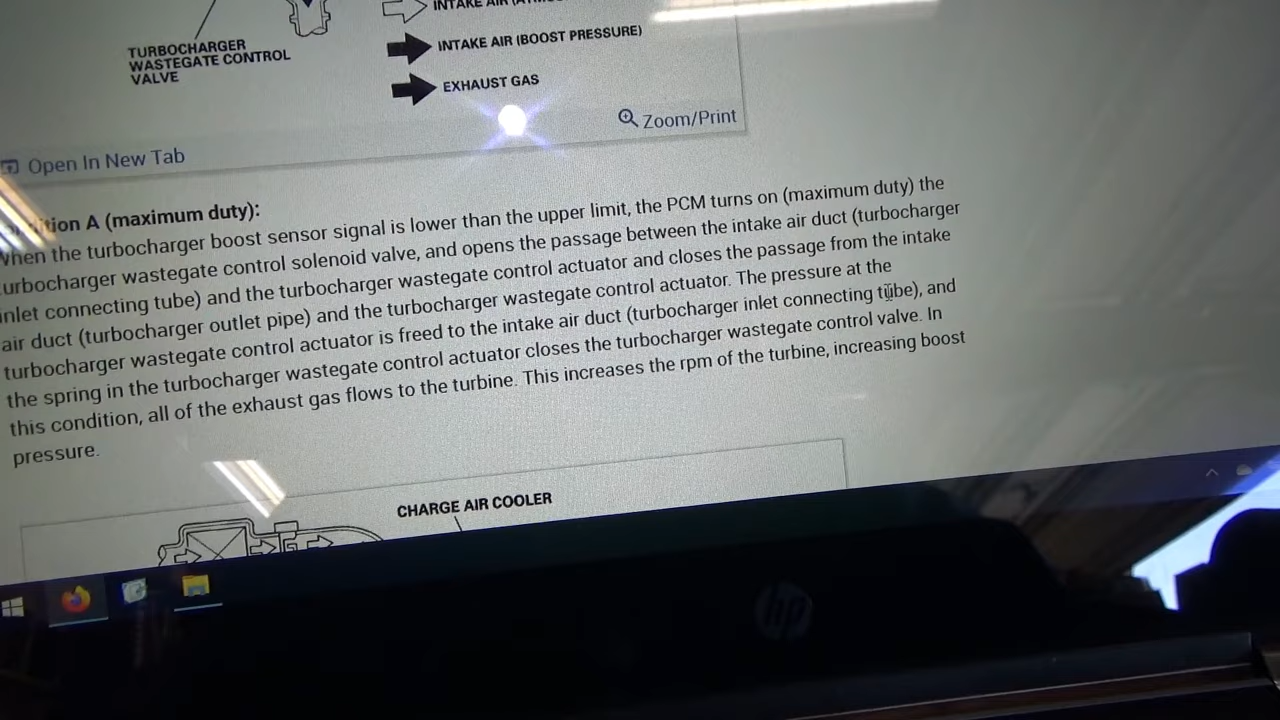 INTAKE AIR
TURBOCHARGER
WASTEGATE CONTROL
VALVE
INTAKE AIR (BOOST PRESSURE)
EXHAUST GAS
Zoom/Print
Open In New Tab
A (maximum duty):
When the turbocharger boost sensor signal is lower than the upper limit, the PCM turns on (maximum duty) the
turbocharger wastegate control solenoid valve, and opens the passage between the intake air duct (turbocharger
inlet connecting tube) and the turbocharger wastegate control actuator and closes the passage from the intake
air duct (turbocharger outlet pipe) and the turbocharger wastegate control actuator. The pressure at the
turbocharger wastegate control actuator is freed to the intake air duct (turbocharger inlet connecting tube), and
the spring in the turbocharger wastegate control actuator closes the turbocharger wastegate control valve. In
this condition, all of the exhaust gas flows to the turbine. This increases the rpm of the turbine, increasing boost
pressure.
CHARGE AIR COOLER
hp